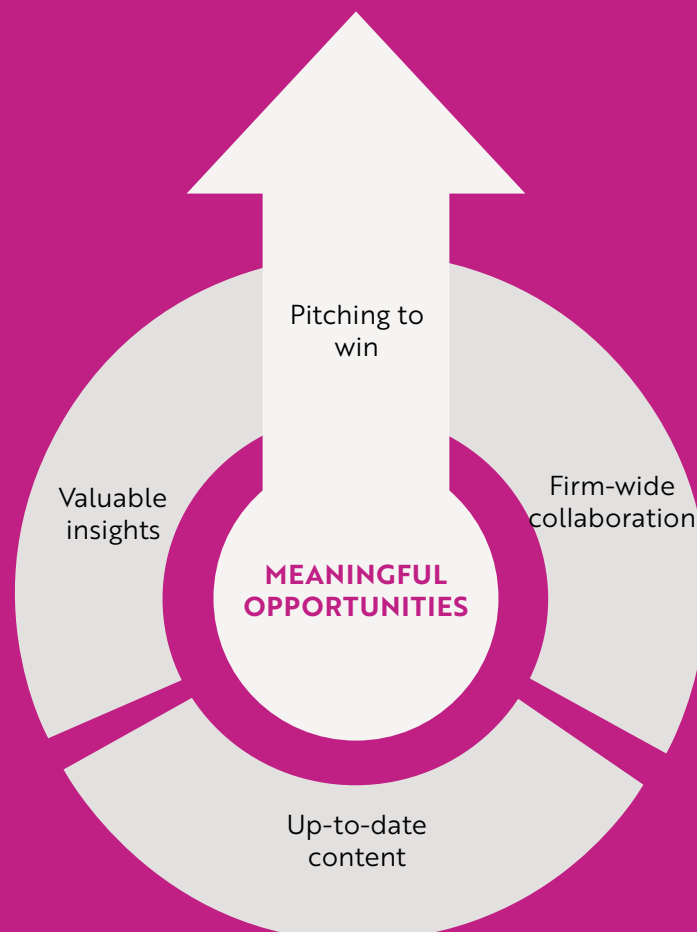 Pitching to
win
Valuable
insights
Firm-wide
collaboration
MEANINGFUL
OPPORTUNITIES
Up-to-date
content